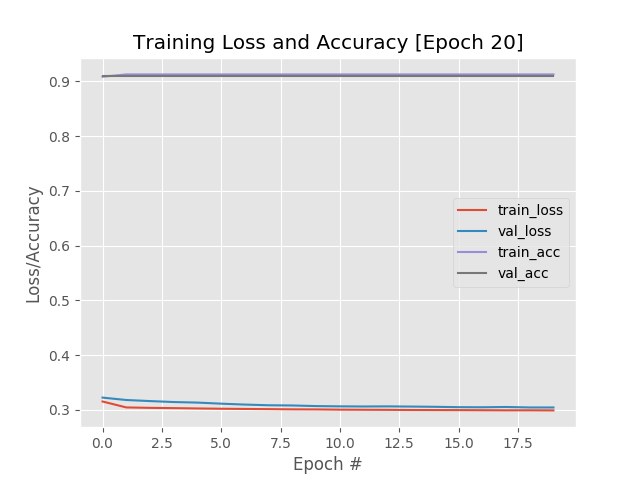 Training Loss and Accuracy [Epoch 20]
0.9
0.8
0.7
0.6
0.5
0.4
0.3
Loss/Accuracy
train_loss
val_loss
train_acc
val_acc
0.0 2.5 5.0 7.5 10.0 12.5 15.0 17.5
Epoch #